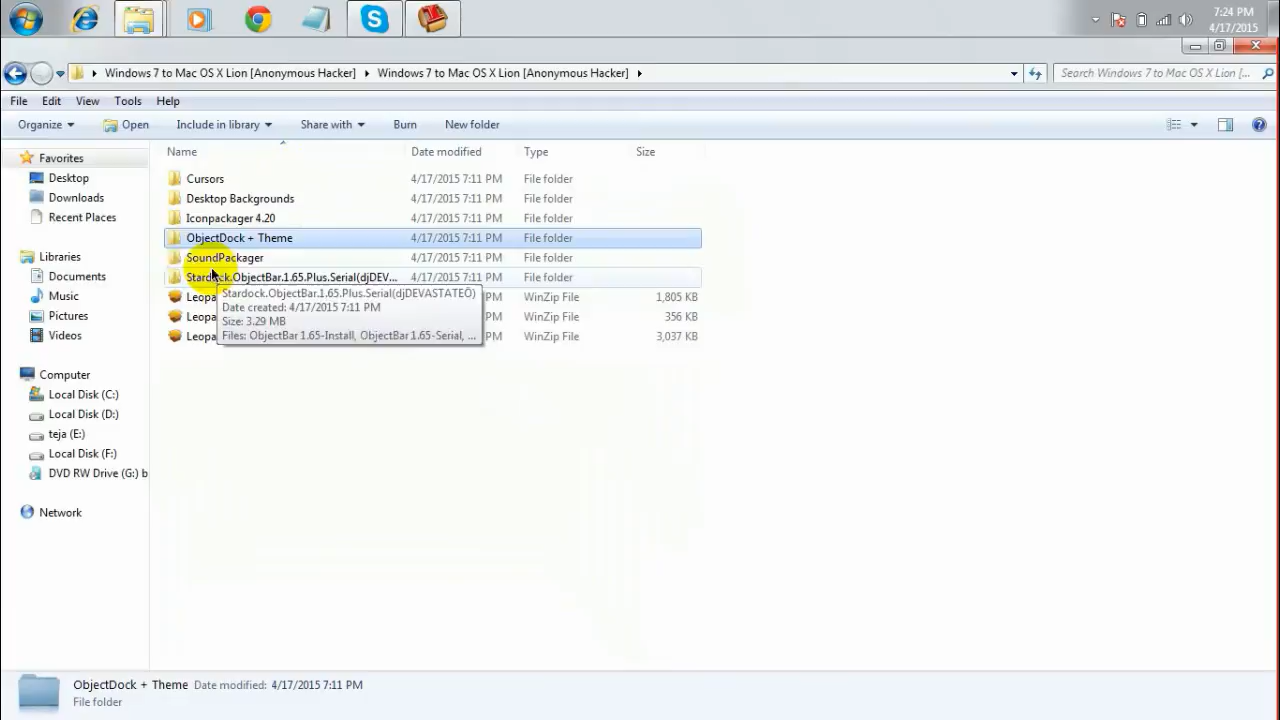 7:24 PM
4/17/2015
Windows 7 to Mac OS X Lion [Anonymous Hacker] Windows 7 to Mac OS X Lion [Anonymous Hacker] Search Windows 7 to Mac OS X Lion [...
File Edit View Tools Help
Organize Open Include in library Share with Burn New folder
Name Date modified Type Size
Favorites
Desktop
Downloads
Recent Places
Libraries
Documents
Music
Pictures
Videos
Computer
Local Disk (C:)
Local Disk (D:)
teja (E:)
Local Disk (F:)
DVD RW Drive (G:) b
Network
Cursors 4/17/2015 7:11 PM File folder
Desktop Backgrounds 4/17/2015 7:11 PM File folder
Iconpackager 4.20 4/17/2015 7:11 PM File folder
ObjectDock + Theme 4/17/2015 7:11 PM File folder
SoundPackager 4/17/2015 7:11 PM File folder
Stardock.ObjectBar.1.65.Plus.Serial(djDEV... 4/17/2015 7:11 PM File folder
Leopa PM WinZip File 1,805 KB
Leopa PM WinZip File 356 KB
Leopa PM WinZip File 3,037 KB
Stardock.ObjectBar.1.65.Plus.Serial(djDEVASTATEÕ)
Date created: 4/17/2015 7:11 PM
Size: 3.29 MB
Files: ObjectBar 1.65-Install, ObjectBar 1.65-Serial, ...
ObjectDock + Theme Date modified: 4/17/2015 7:11 PM
File folder